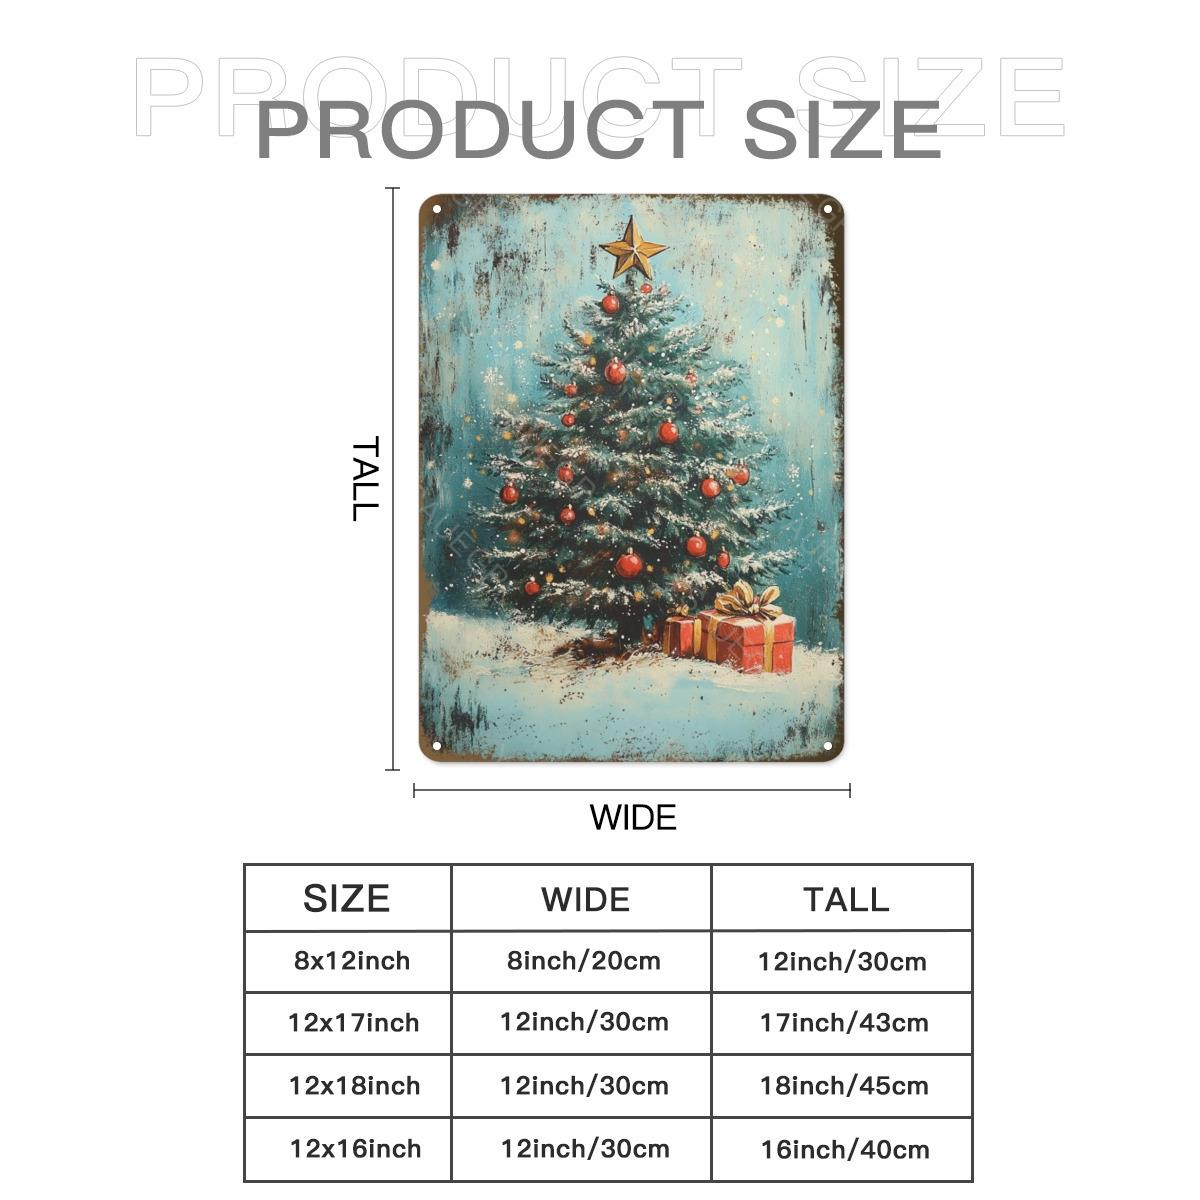 PRODUCT SIZE
PRODUCT SIZE
TALL
WIDE
SIZE WIDE TALL
8x12inch 8inch/20cm 12inch/30cm
12x17inch 12inch/30cm 17inch/43cm
12x18inch 12inch/30cm 18inch/45cm
12x16inch 12inch/30cm 16inch/40cm